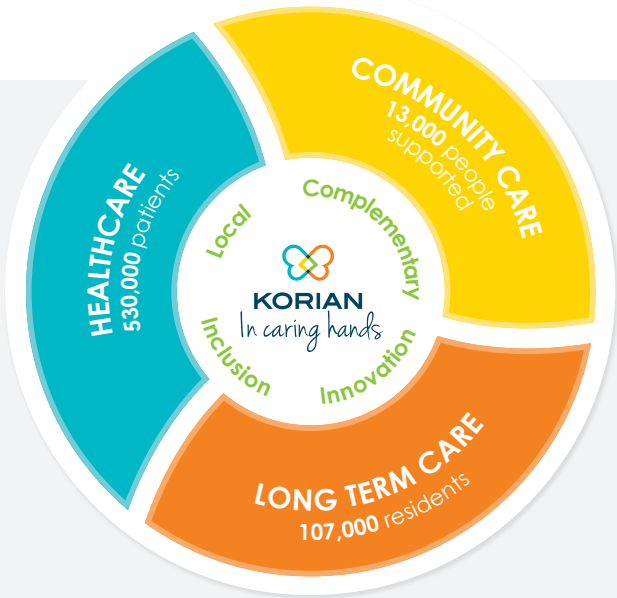 COMMUNITY CARE
13,000 people
supported
HEALTHCARE
530,000 patients
Local
Complementary
KORIAN
In caring hands
Inclusion
Innovation
LONG TERM CARE
107,000 residents